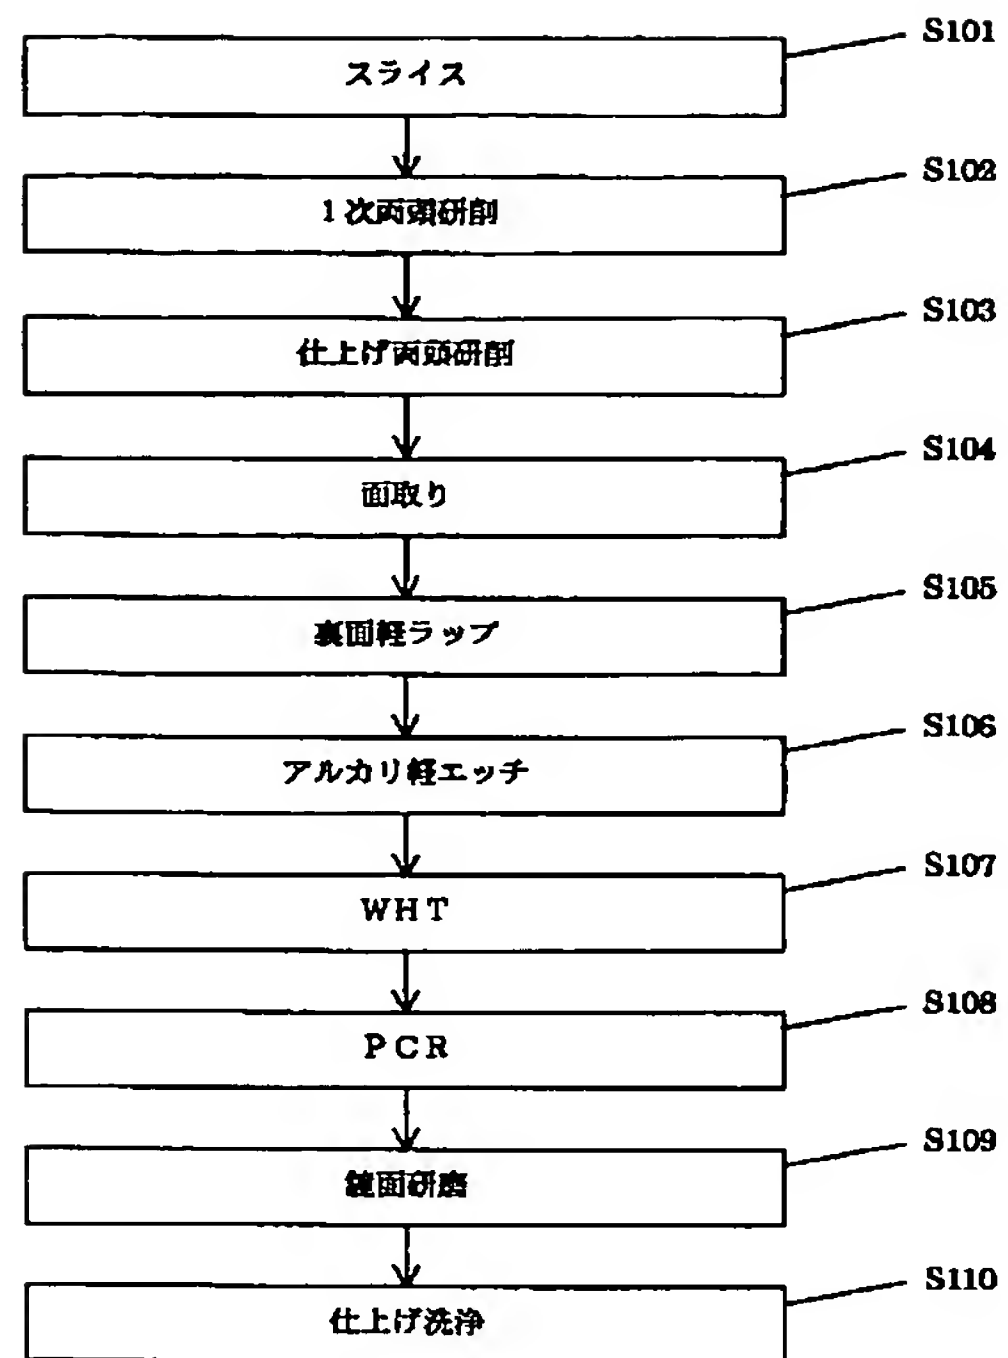 スライス S101
1次両頭研削 S102
仕上げ両頭研削 S103
面取り S104
裏面軽ラップ S105
アルカリ軽エッチ S106
WHT S107
PCR S108
鏡面研磨 S109
仕上げ洗浄 S110